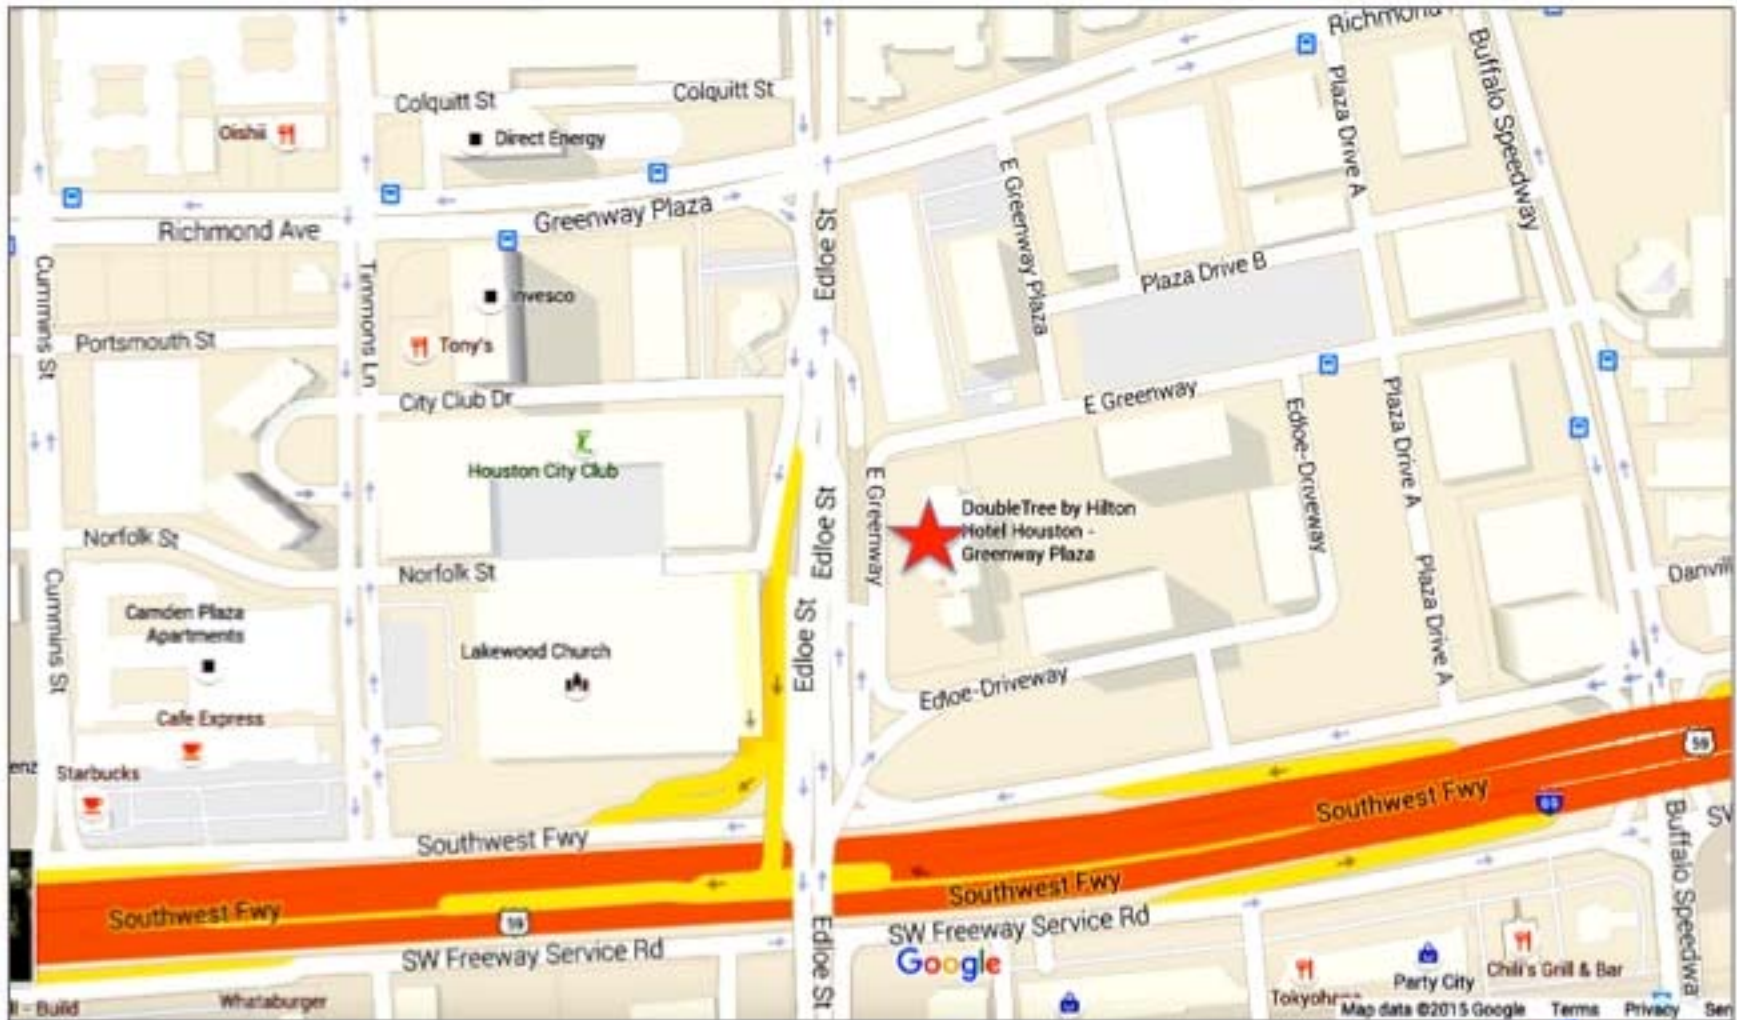 Richmond
Buffalo Speedway
Plaza Drive A
Colquitt St
Colquitt St
Oishii
Direct Energy
E Greenway Plaza
Richmond Ave
Greenway Plaza
Edloe St
Plaza Drive B
Cummins St
Timmons Ln
Invesco
Portsmouth St
Tony's
City Club Dr
E Greenway
Plaza Drive A
Edloe-Driveway
Houston City Club
E Greenway
Edloe St
DoubleTree by Hilton
Hotel Houston -
Greenway Plaza
Norfolk St
Norfolk St
Cummins St
Plaza Drive A
Camden Plaza
Apartments
Lakewood Church
Edloe St
Edloe-Driveway
Cafe Express
Starbucks
59
Southwest Fwy
Southwest Fwy
69
Buffalo Speedwa
Southwest Fwy
59
Southwest Fwy
SW Freeway Service Rd
SW Freeway Service Rd
Edloe St
Google
Party City
Chili's Grill & Bar
Whataburger
Map data ©2015 Google
Terms
Privacy